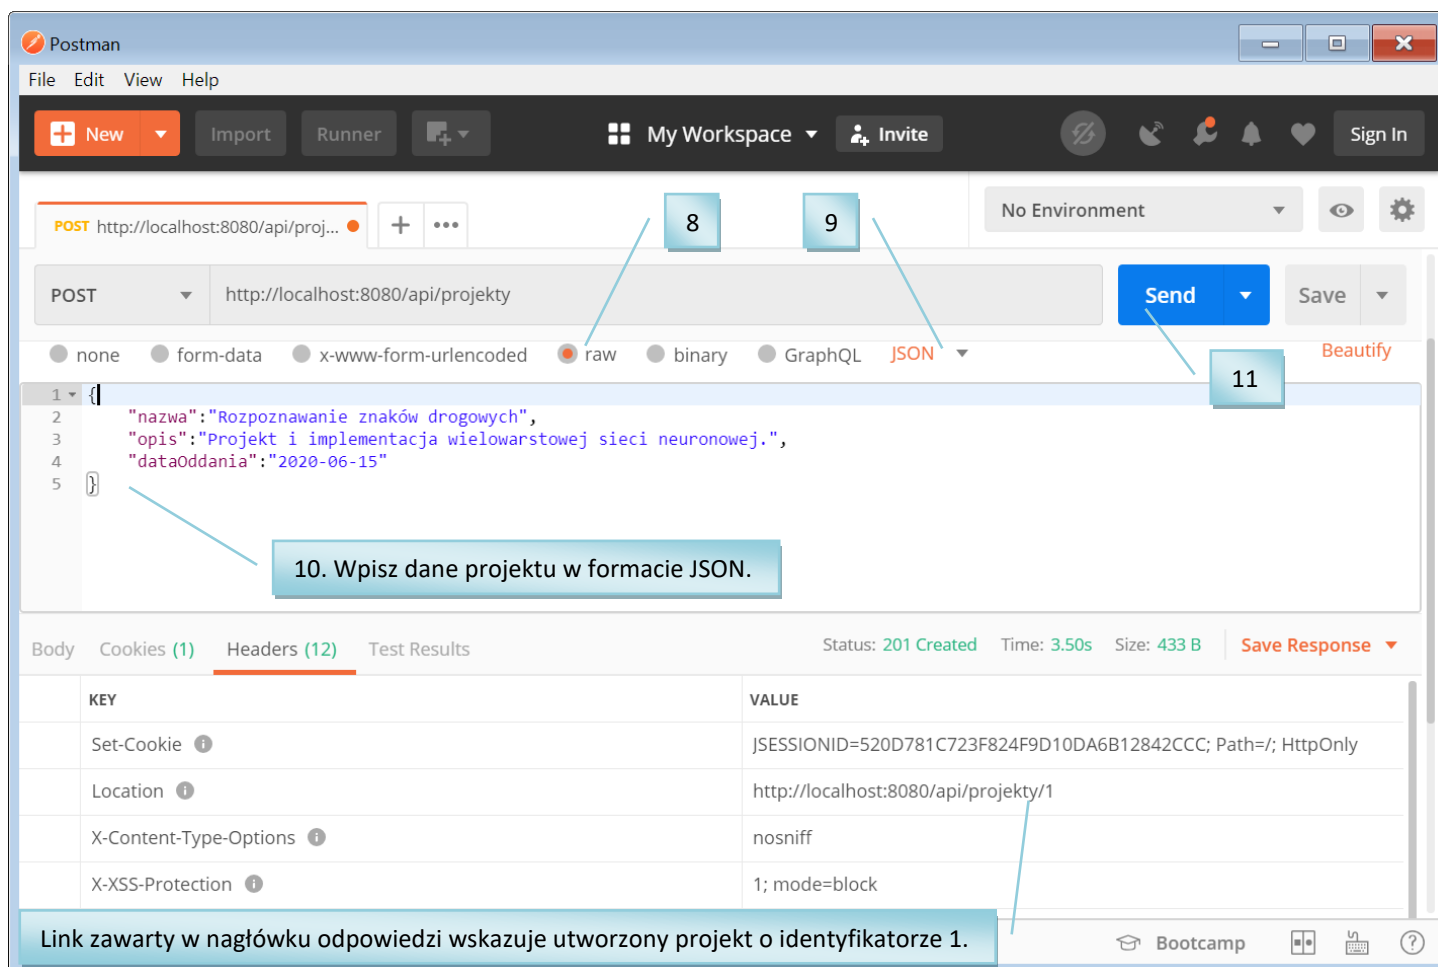 Postman
File Edit View Help
New Import Runner My Workspace Invite Sign In
POST http://localhost:8080/api/proj... 8 9 No Environment
POST http://localhost:8080/api/projekty Send Save
none form-data x-www-form-urlencoded raw binary GraphQL JSON Beautify
11
1 {
2 "nazwa":"Rozpoznawanie znaków drogowych",
3 "opis":"Projekt i implementacja wielowarstowej sieci neuronowej.",
4 "dataOddania":"2020-06-15"
5 }
10. Wpisz dane projektu w formacie JSON.
Body Cookies (1) Headers (12) Test Results Status: 201 Created Time: 3.50s Size: 433 B Save Response
KEY VALUE
Set-Cookie JSESSIONID=520D781C723F824F9D10DA6B12842CCC; Path=/; HttpOnly
Location http://localhost:8080/api/projekty/1
X-Content-Type-Options nosniff
X-XSS-Protection 1; mode=block
Link zawarty w nagłówku odpowiedzi wskazuje utworzony projekt o identyfikatorze 1.
Bootcamp